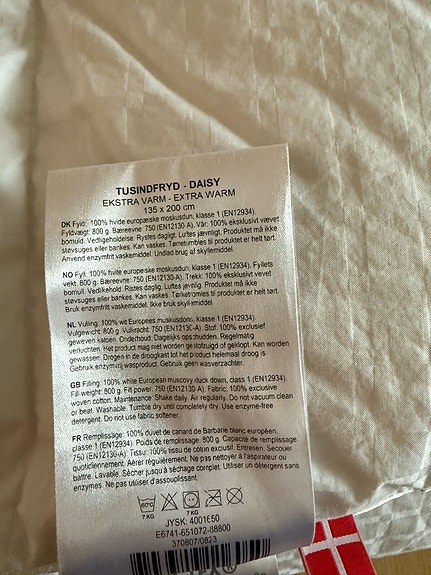 TUSINDFRYD - DAISY
EKSTRA VARM - EXTRA WARM
135 x 200 cm
DK Fyld: 100% hvide europæiske moskusdun, klasse 1 (EN12934).
Fyldvægt: 800 g. Bæreevne: 750 (EN12130-A). Vår: 100% eksklusivt vævet
bomuld. Vedligeholdelse: Rystes dagligt. Luftes jævnligt. Produktet må ikke
støvsuges eller bankes. Kan vaskes. Tørretumbles til produktet er helt tørt.
Anvend enzymfrit vaskemiddel. Undlad brug af skyllemiddel.
NO Fyll: 100% hvite europeiske moskusdun, klasse 1 (EN12934). Fyllets
vekt: 800 g. Bæreevne: 750 (EN12130-A). Trekk: 100% eksklusivt vevet
bomull. Vedlikehold: Ristes daglig. Luftes jevnlig. Produktet må ikke
støvsuges eller bankes. Kan vaskes. Tørketromles til produktet er helt tørt.
Bruk enzymfritt vaskemiddel. Ikke bruk skyllemiddel.
NL Vulling: 100% wit Europees muskusdons, klasse 1 (EN12934).
Vulgewicht: 800 g. Vulkracht: 750 (EN12130-A). Stof: 100% exclusief
geweven katoen. Onderhoud: Dagelijks opschudden. Regelmatig
verluchten. Het product mag niet worden gestofzuigd of geklopt. Kan worden
gewassen. Drogen in de droogkast tot het product helemaal droog is.
Gebruik enzymvrij wasproduct. Gebruik geen wasverzachter.
GB Filling: 100% white European muscovy duck down, class 1 (EN12934).
Fill weight: 800 g. Fill power: 750 (EN12130-A). Fabric: 100% exclusive
woven cotton. Maintenance: Shake daily. Air regularly. Do not vacuum clean
or beat. Washable. Tumble dry until completely dry. Use enzyme-free
detergent. Do not use fabric softener.
FR Remplissage: 100% duvet de canard de Barbarie blanc européen,
classe 1 (EN12934). Poids de remplissage: 800 g. Capacité de remplissage:
750 (EN12130-A). Tissu: 100% tissu de coton exclusif. Entretien: Secouer
quotidiennement. Aérer régulièrement. Ne pas nettoyer à l'aspirateur ou
battre. Lavable. Sécher jusqu'à séchage complet. Utiliser un détergent sans
enzymes. Ne pas utiliser d'assouplissant.
60°C
7 KG 7 KG
JYSK: 4001E50
E6741-651072-88800
370807/0823